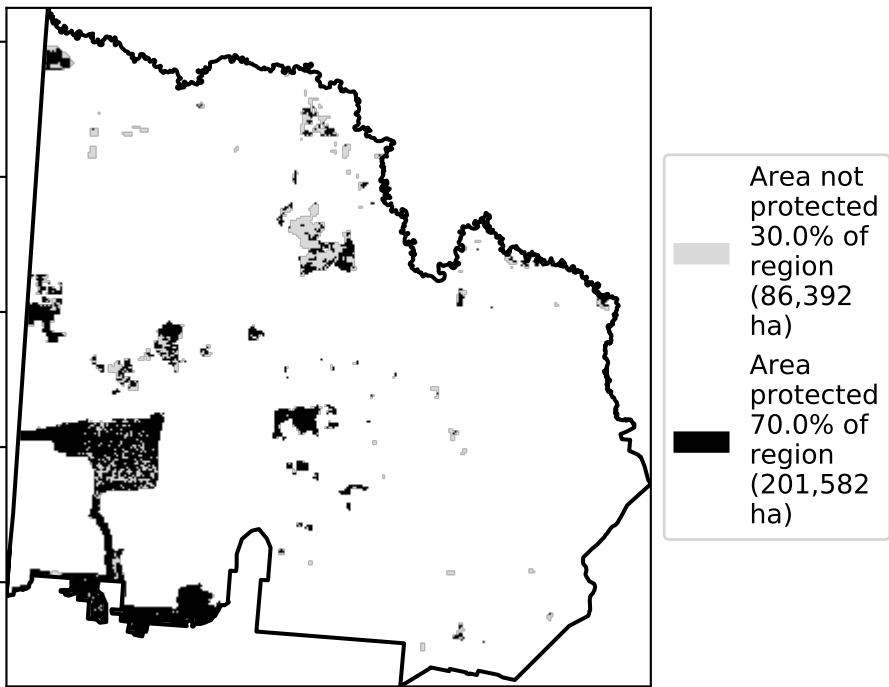 Area not
protected
30.0% of
region
(86,392
ha)
Area
protected
70.0% of
region
(201,582
ha)